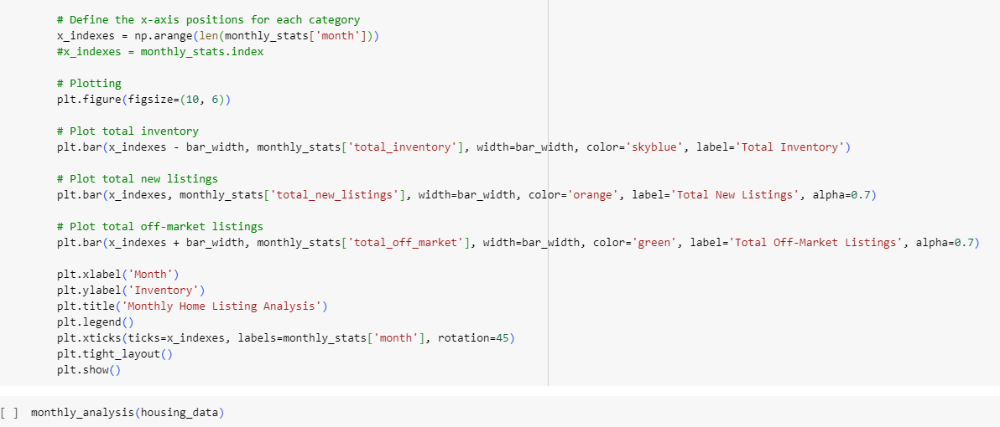 # Define the x-axis positions for each category
x_indexes = np.arange(len(monthly_stats['month']))
#x_indexes = monthly_stats.index
# Plotting
plt.figure(figsize=(10, 6))
# Plot total inventory
plt.bar(x_indexes - bar_width, monthly_stats['total_inventory'], width=bar_width, color='skyblue', label='Total Inventory')
# Plot total new listings
plt.bar(x_indexes, monthly_stats['total_new_listings'], width=bar_width, color='orange', label='Total New Listings', alpha=0.7)
# Plot total off-market listings
plt.bar(x_indexes + bar_width, monthly_stats['total_off_market'], width=bar_width, color='green', label='Total Off-Market Listings', alpha=0.7)
plt.xlabel('Month')
plt.ylabel('Inventory')
plt.title('Monthly Home Listing Analysis')
plt.legend()
plt.xticks(ticks=x_indexes, labels=monthly_stats['month'], rotation=45)
plt.tight_layout()
plt.show()
[ ] monthly_analysis(housing_data)